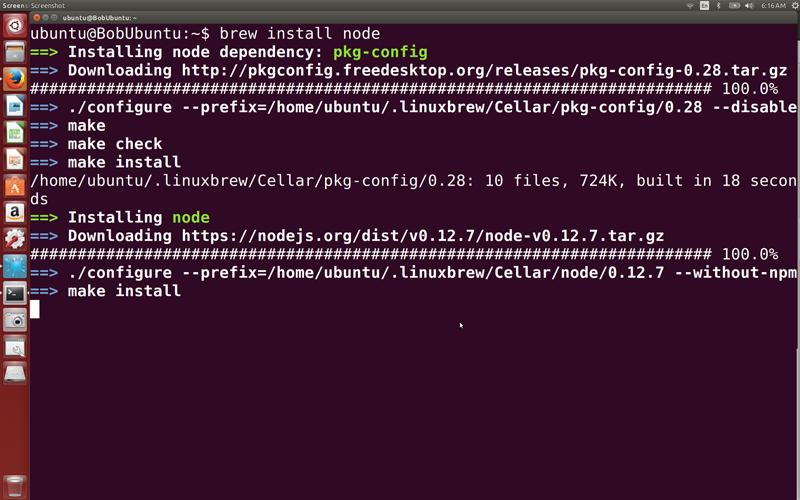 Screen Screenshot
En
6:16 AM
ubuntu@BobUbuntu: ~
ubuntu@BobUbuntu:~$ brew install node
==> Installing node dependency: pkg-config
==> Downloading http://pkgconfig.freedesktop.org/releases/pkg-config-0.28.tar.gz
######################################################################## 100.0%
==> ./configure --prefix=/home/ubuntu/.linuxbrew/Cellar/pkg-config/0.28 --disable
==> make
==> make check
==> make install
/home/ubuntu/.linuxbrew/Cellar/pkg-config/0.28: 10 files, 724K, built in 18 secon
ds
==> Installing node
==> Downloading https://nodejs.org/dist/v0.12.7/node-v0.12.7.tar.gz
######################################################################## 100.0%
==> ./configure --prefix=/home/ubuntu/.linuxbrew/Cellar/node/0.12.7 --without-npm
==> make install